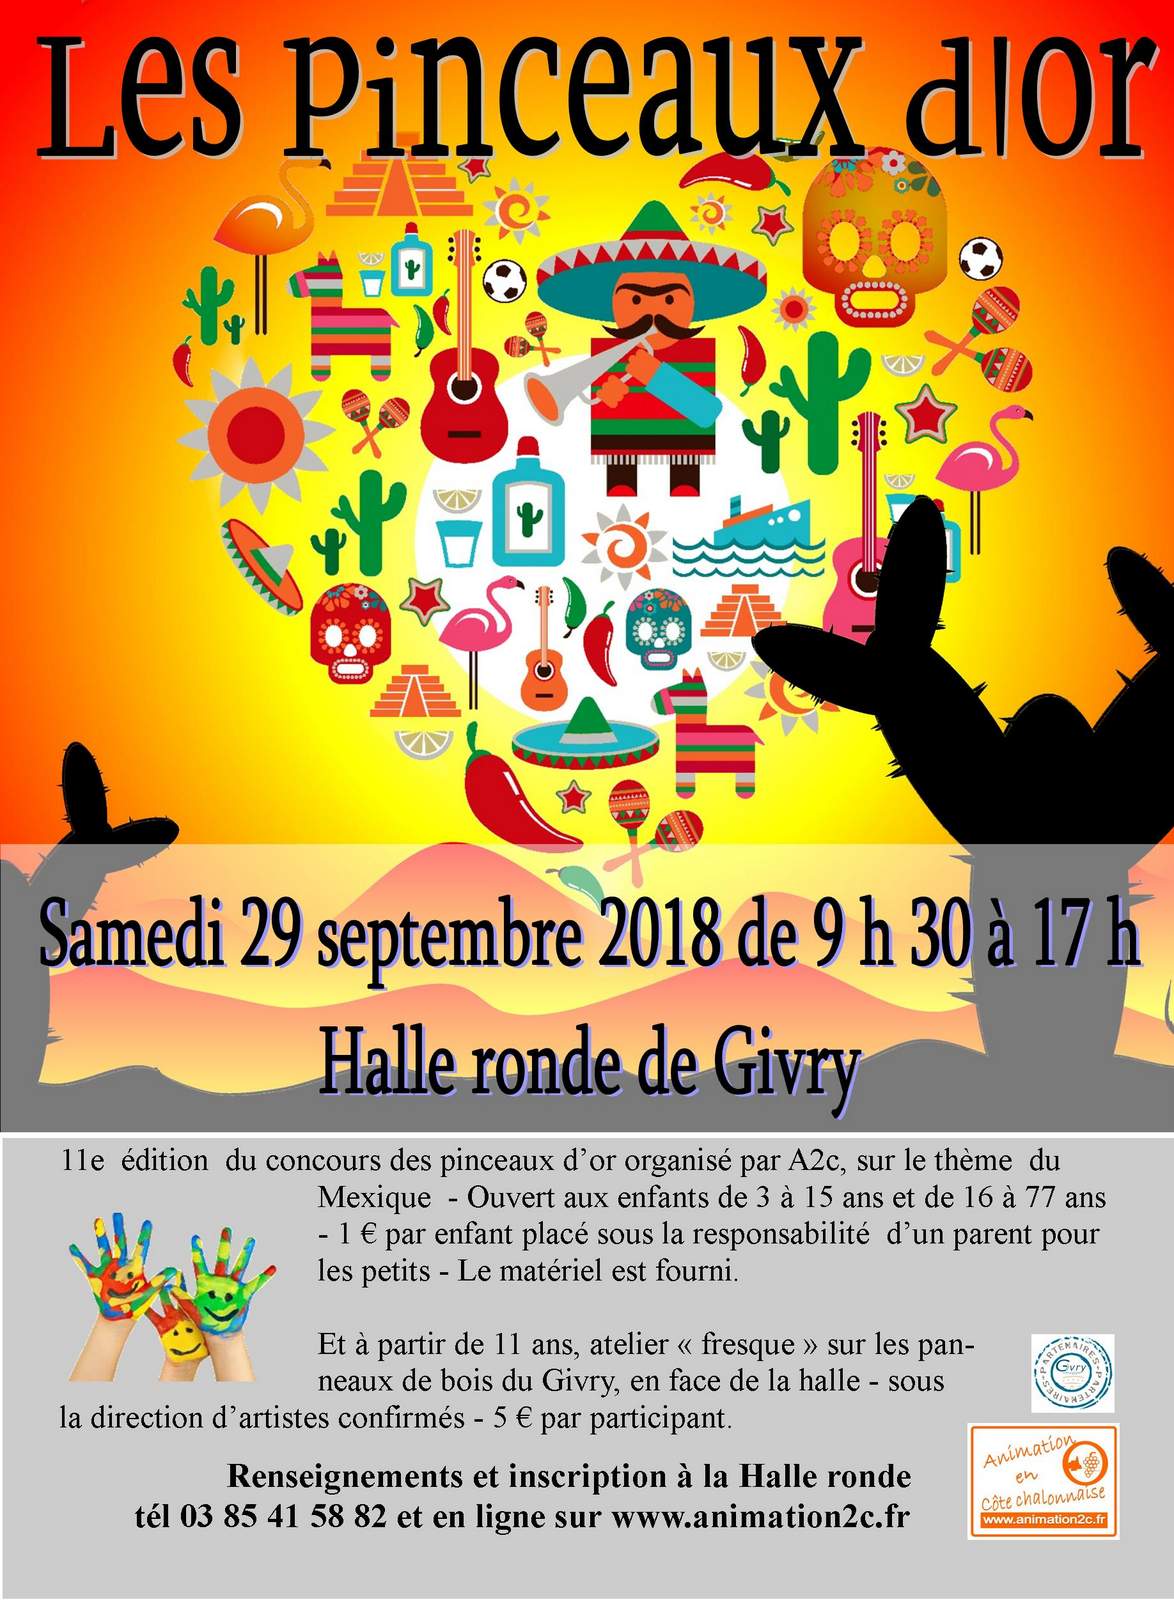 Les Pinceaux d'or
Samedi 29 septembre 2018 de 9 h 30 à 17 h
Halle ronde de Givry
11e édition du concours des pinceaux d’or organisé par A2c, sur le thème du
Mexique - Ouvert aux enfants de 3 à 15 ans et de 16 à 77 ans
- 1 € par enfant placé sous la responsabilité d’un parent pour
les petits - Le matériel est fourni.
Et à partir de 11 ans, atelier « fresque » sur les pan-
neaux de bois du Givry, en face de la halle - sous
la direction d’artistes confirmés - 5 € par participant.
PARTENAIRES-PARTENAIRES-
Givry
Animation
en
Côte chalonnaise
www.animation2c.fr
Renseignements et inscription à la Halle ronde
tél 03 85 41 58 82 et en ligne sur www.animation2c.fr